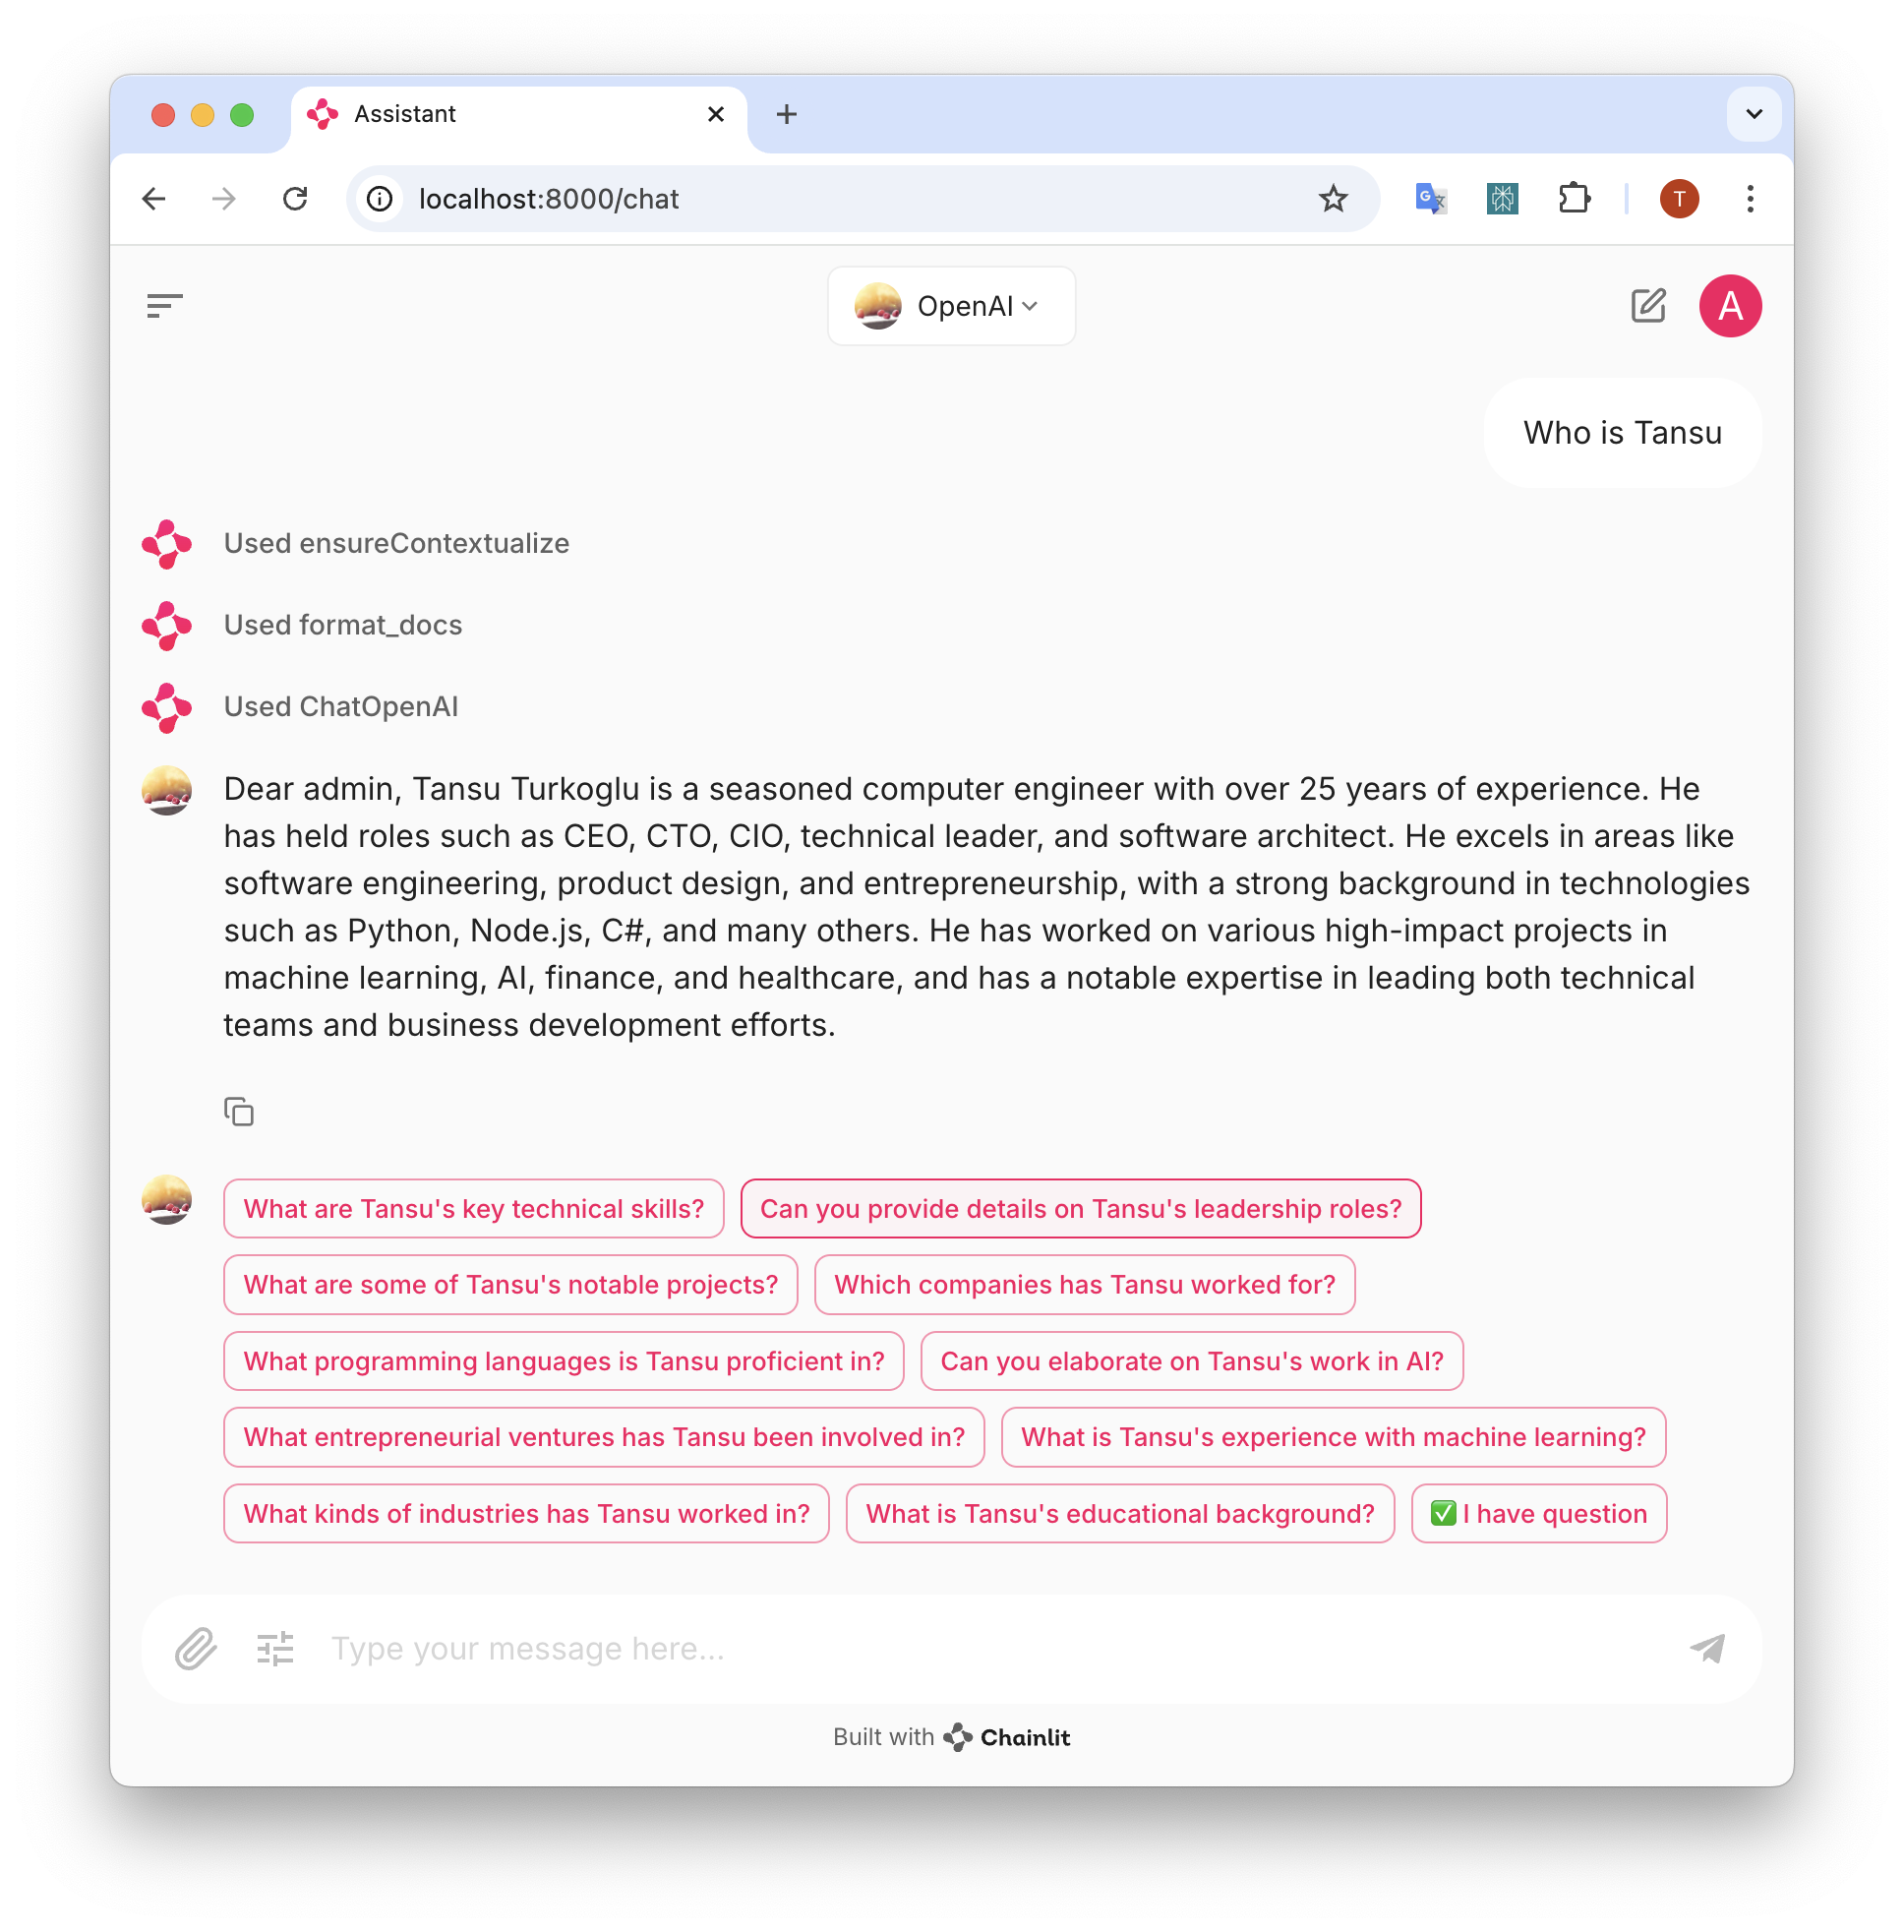 Assistant
localhost:8000/chat
T
OpenAI
A
Who is Tansu
Used ensureContextualize
Used format_docs
Used ChatOpenAI
Dear admin, Tansu Turkoglu is a seasoned computer engineer with over 25 years of experience. He
has held roles such as CEO, CTO, CIO, technical leader, and software architect. He excels in areas like
software engineering, product design, and entrepreneurship, with a strong background in technologies
such as Python, Node.js, C#, and many others. He has worked on various high-impact projects in
machine learning, AI, finance, and healthcare, and has a notable expertise in leading both technical
teams and business development efforts.
What are Tansu's key technical skills? Can you provide details on Tansu's leadership roles?
What are some of Tansu's notable projects? Which companies has Tansu worked for?
What programming languages is Tansu proficient in? Can you elaborate on Tansu's work in AI?
What entrepreneurial ventures has Tansu been involved in? What is Tansu's experience with machine learning?
What kinds of industries has Tansu worked in? What is Tansu's educational background? ✅ I have question
Type your message here...
Built with Chainlit